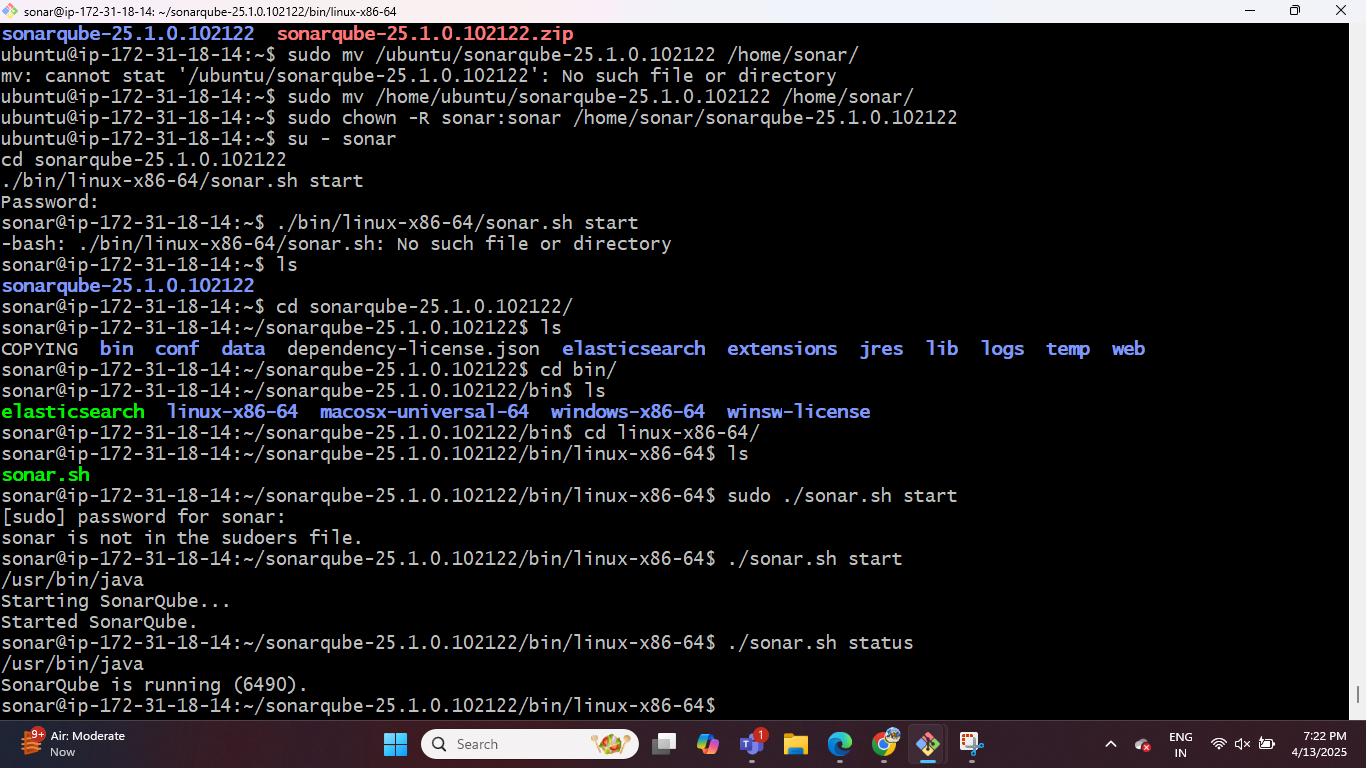 sonar@ip-172-31-18-14: ~/sonarqube-25.1.0.102122/bin/linux-x86-64
sonarqube-25.1.0.102122  sonarqube-25.1.0.102122.zip
ubuntu@ip-172-31-18-14:~$ sudo mv /ubuntu/sonarqube-25.1.0.102122 /home/sonar/
mv: cannot stat '/ubuntu/sonarqube-25.1.0.102122': No such file or directory
ubuntu@ip-172-31-18-14:~$ sudo mv /home/ubuntu/sonarqube-25.1.0.102122 /home/sonar/
ubuntu@ip-172-31-18-14:~$ sudo chown -R sonar:sonar /home/sonar/sonarqube-25.1.0.102122
ubuntu@ip-172-31-18-14:~$ su - sonar
cd sonarqube-25.1.0.102122
./bin/linux-x86-64/sonar.sh start
Password:
sonar@ip-172-31-18-14:~$ ./bin/linux-x86-64/sonar.sh start
-bash: ./bin/linux-x86-64/sonar.sh: No such file or directory
sonar@ip-172-31-18-14:~$ ls
sonarqube-25.1.0.102122
sonar@ip-172-31-18-14:~$ cd sonarqube-25.1.0.102122/
sonar@ip-172-31-18-14:~/sonarqube-25.1.0.102122$ ls
COPYING  bin  conf  data  dependency-license.json  elasticsearch  extensions  jres  lib  logs  temp  web
sonar@ip-172-31-18-14:~/sonarqube-25.1.0.102122$ cd bin/
sonar@ip-172-31-18-14:~/sonarqube-25.1.0.102122/bin$ ls
elasticsearch  linux-x86-64  macosx-universal-64  windows-x86-64  winsw-license
sonar@ip-172-31-18-14:~/sonarqube-25.1.0.102122/bin$ cd linux-x86-64/
sonar@ip-172-31-18-14:~/sonarqube-25.1.0.102122/bin/linux-x86-64$ ls
sonar.sh
sonar@ip-172-31-18-14:~/sonarqube-25.1.0.102122/bin/linux-x86-64$ sudo ./sonar.sh start
[sudo] password for sonar:
sonar is not in the sudoers file.
sonar@ip-172-31-18-14:~/sonarqube-25.1.0.102122/bin/linux-x86-64$ ./sonar.sh start
/usr/bin/java
Starting SonarQube...
Started SonarQube.
sonar@ip-172-31-18-14:~/sonarqube-25.1.0.102122/bin/linux-x86-64$ ./sonar.sh status
/usr/bin/java
SonarQube is running (6490).
sonar@ip-172-31-18-14:~/sonarqube-25.1.0.102122/bin/linux-x86-64$
9+
Air: Moderate
Now
Search
1
ENG
IN
7:22 PM
4/13/2025